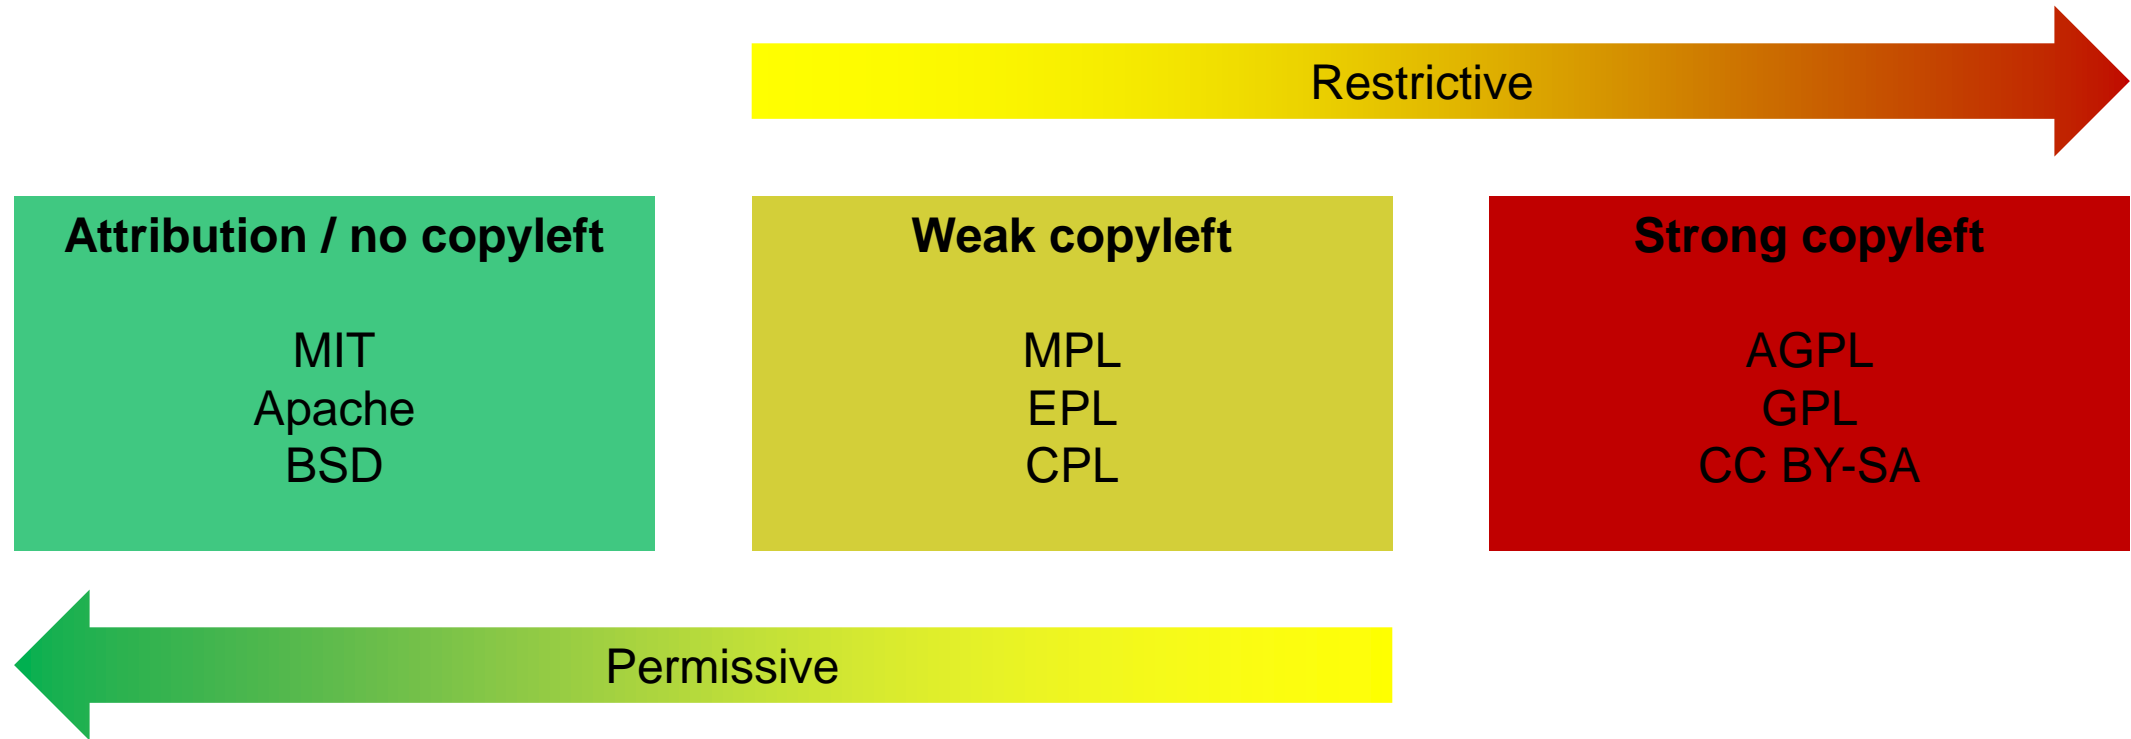 Restrictive
Attribution / no copyleft
MIT
Apache
BSD
Weak copyleft
MPL
EPL
CPL
Strong copyleft
AGPL
GPL
CC BY-SA
Permissive